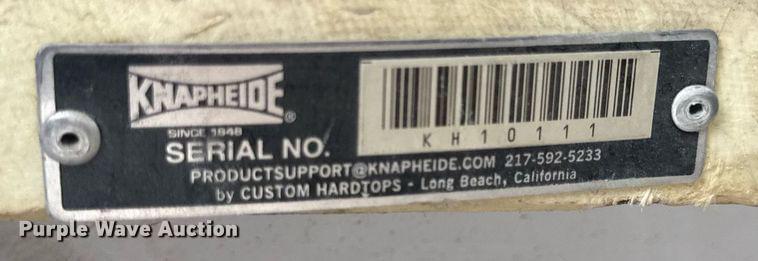 KNAPHEIDE®
SINCE 1848
SERIAL NO.
KH10111
PRODUCTSUPPORT@KNAPHEIDE.COM 217-592-5233
by CUSTOM HARDTOPS - Long Beach, California
Purple Wave Auction